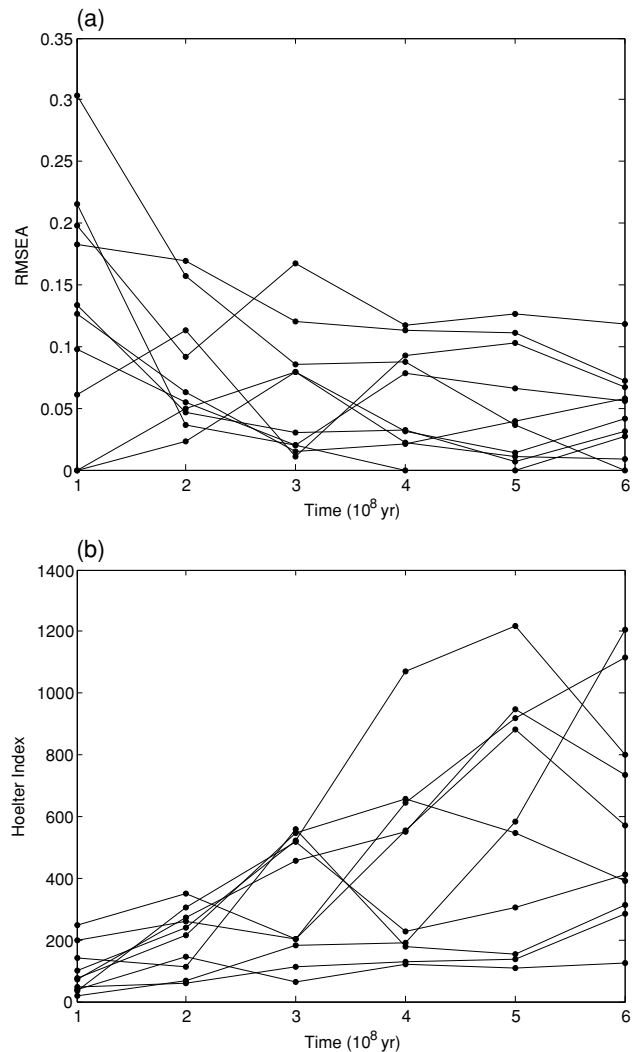 (a)
0.35
0.3
0.25
0.2
0.15
0.1
0.05
0
RMSEA
1 2 3 4 5 6
Time (10⁸ yr)
(b)
1400
1200
1000
800
600
400
200
0
Hoelter Index
1 2 3 4 5 6
Time (10⁸ yr)